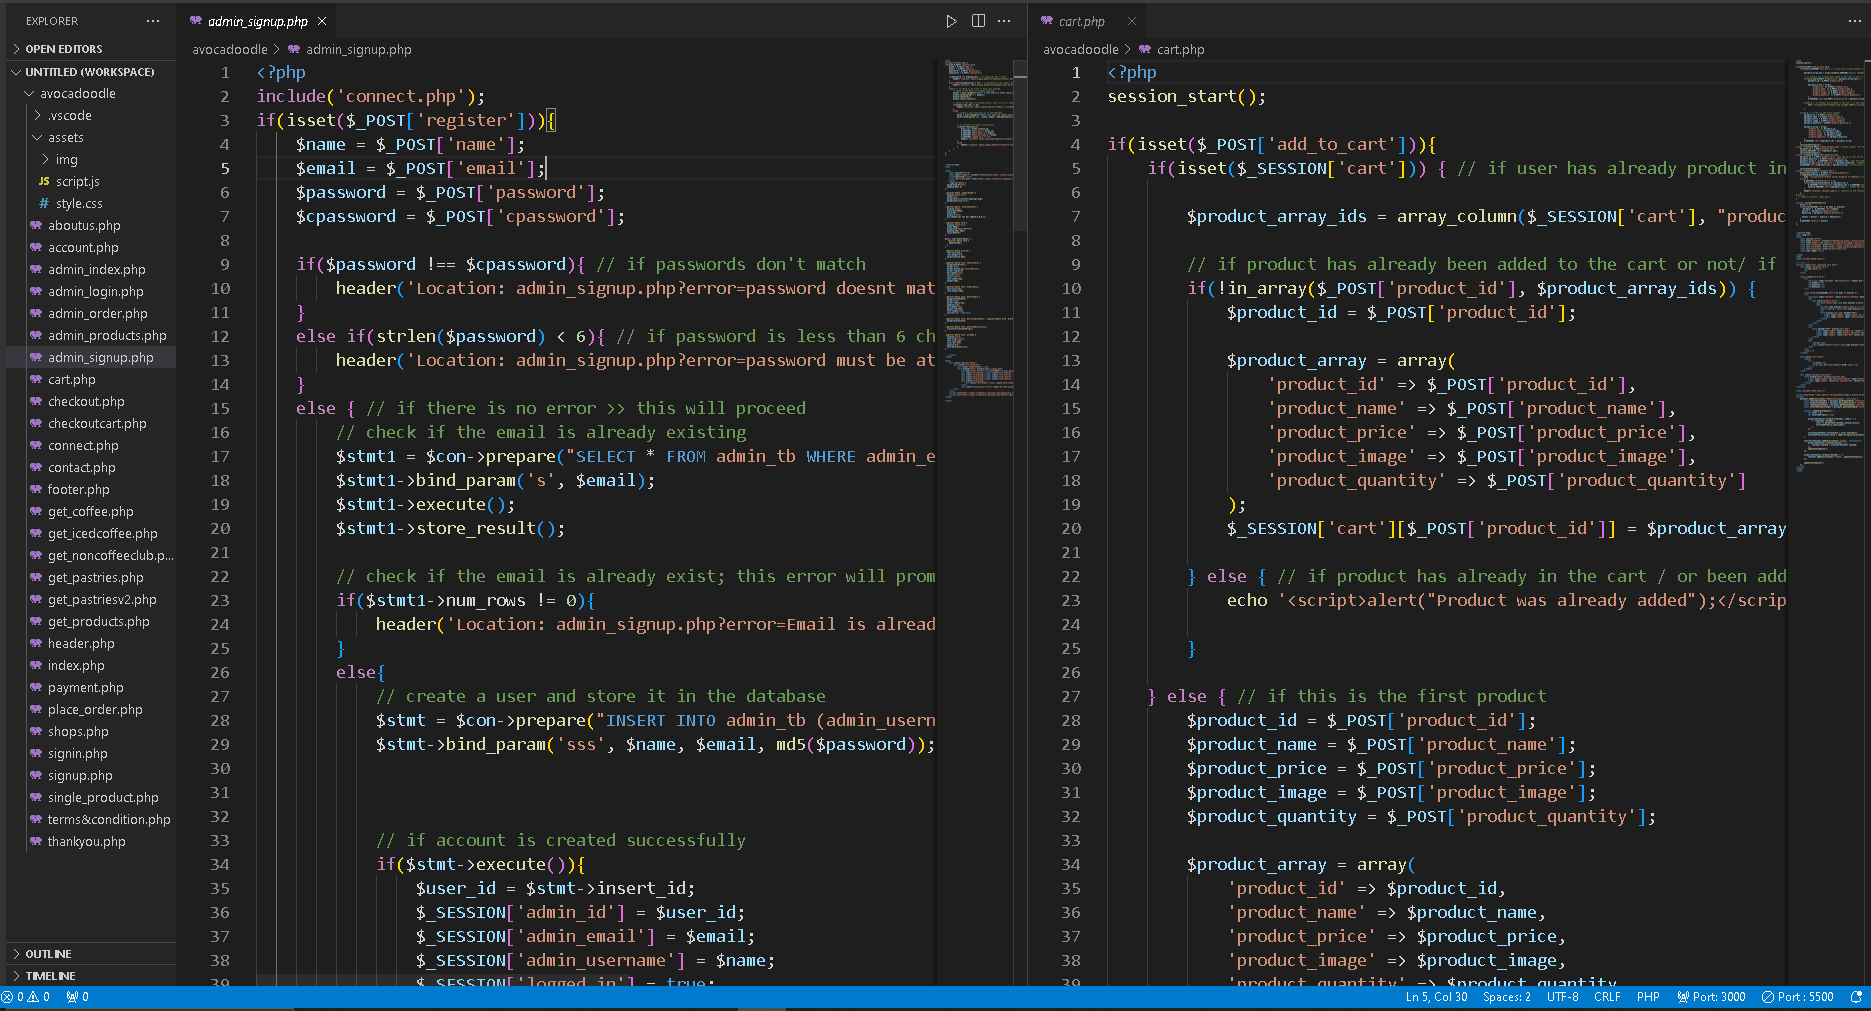 EXPLORER
OPEN EDITORS
UNTITLED (WORKSPACE)
avocadoodle
.vscode
assets
img
JS script.js
# style.css
aboutus.php
account.php
admin_index.php
admin_login.php
admin_order.php
admin_products.php
admin_signup.php
cart.php
checkout.php
checkoutcart.php
connect.php
contact.php
footer.php
get_coffee.php
get_icedcoffee.php
get_noncoffeeclub.p...
get_pastries.php
get_pastriesv2.php
get_products.php
header.php
index.php
payment.php
place_order.php
shops.php
signin.php
signup.php
single_product.php
terms&condition.php
thankyou.php
OUTLINE
TIMELINE
admin_signup.php
avocadoodle > admin_signup.php
1 <?php
2 include('connect.php');
3 if(isset($_POST['register'])){
4 $name = $_POST['name'];
5 $email = $_POST['email'];
6 $password = $_POST['password'];
7 $cpassword = $_POST['cpassword'];
8
9 if($password !== $cpassword){ // if passwords don't match
10 header('Location: admin_signup.php?error=password doesnt mat
11 }
12 else if(strlen($password) < 6){ // if password is less than 6 ch
13 header('Location: admin_signup.php?error=password must be at
14 }
15 else { // if there is no error >> this will proceed
16 // check if the email is already existing
17 $stmt1 = $con->prepare("SELECT * FROM admin_tb WHERE admin_e
18 $stmt1->bind_param('s', $email);
19 $stmt1->execute();
20 $stmt1->store_result();
21
22 // check if the email is already exist; this error will prom
23 if($stmt1->num_rows != 0){
24 header('Location: admin_signup.php?error=Email is alread
25 }
26 else{
27 // create a user and store it in the database
28 $stmt = $con->prepare("INSERT INTO admin_tb (admin_usern
29 $stmt->bind_param('sss', $name, $email, md5($password));
30
31
32
33 // if account is created successfully
34 if($stmt->execute()){
35 $user_id = $stmt->insert_id;
36 $_SESSION['admin_id'] = $user_id;
37 $_SESSION['admin_email'] = $email;
38 $_SESSION['admin_username'] = $name;
39 $_SESSION['logged_in'] = true;
cart.php
avocadoodle > cart.php
1 <?php
2 session_start();
3
4 if(isset($_POST['add_to_cart'])){
5 if(isset($_SESSION['cart'])) { // if user has already product in
6
7 $product_array_ids = array_column($_SESSION['cart'], "produc
8
9 // if product has already been added to the cart or not/ if
10 if(!in_array($_POST['product_id'], $product_array_ids)) {
11 $product_id = $_POST['product_id'];
12
13 $product_array = array(
14 'product_id' => $_POST['product_id'],
15 'product_name' => $_POST['product_name'],
16 'product_price' => $_POST['product_price'],
17 'product_image' => $_POST['product_image'],
18 'product_quantity' => $_POST['product_quantity']
19 );
20 $_SESSION['cart'][$_POST['product_id']] = $product_array
21
22 } else { // if product has already in the cart / or been add
23 echo '<script>alert("Product was already added");</scrip
24
25 }
26
27 } else { // if this is the first product
28 $product_id = $_POST['product_id'];
29 $product_name = $_POST['product_name'];
30 $product_price = $_POST['product_price'];
31 $product_image = $_POST['product_image'];
32 $product_quantity = $_POST['product_quantity'];
33
34 $product_array = array(
35 'product_id' => $product_id,
36 'product_name' => $product_name,
37 'product_price' => $product_price,
38 'product_image' => $product_image,
39 'product_quantity' => $product_quantity
0 0 0
Ln 5, Col 30 Spaces: 2 UTF-8 CRLF PHP Port: 3000 Port : 5500